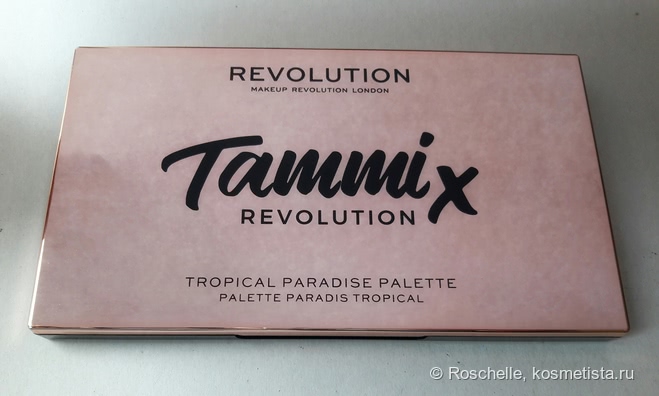 REVOLUTION
MAKEUP REVOLUTION LONDON
Tammi x
REVOLUTION
TROPICAL PARADISE PALETTE
PALETTE PARADIS TROPICAL
© Roschelle, kosmetista.ru